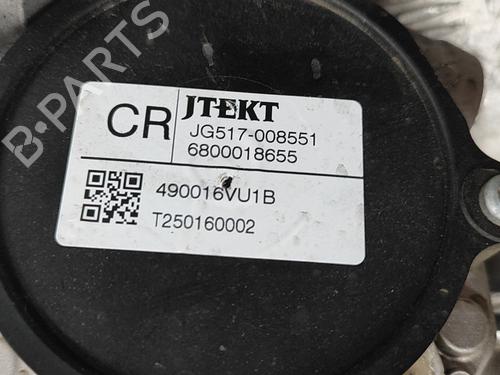 B-PARTS
JTEKT
CR
JG517-008551
6800018655
490016VU1B
T250160002